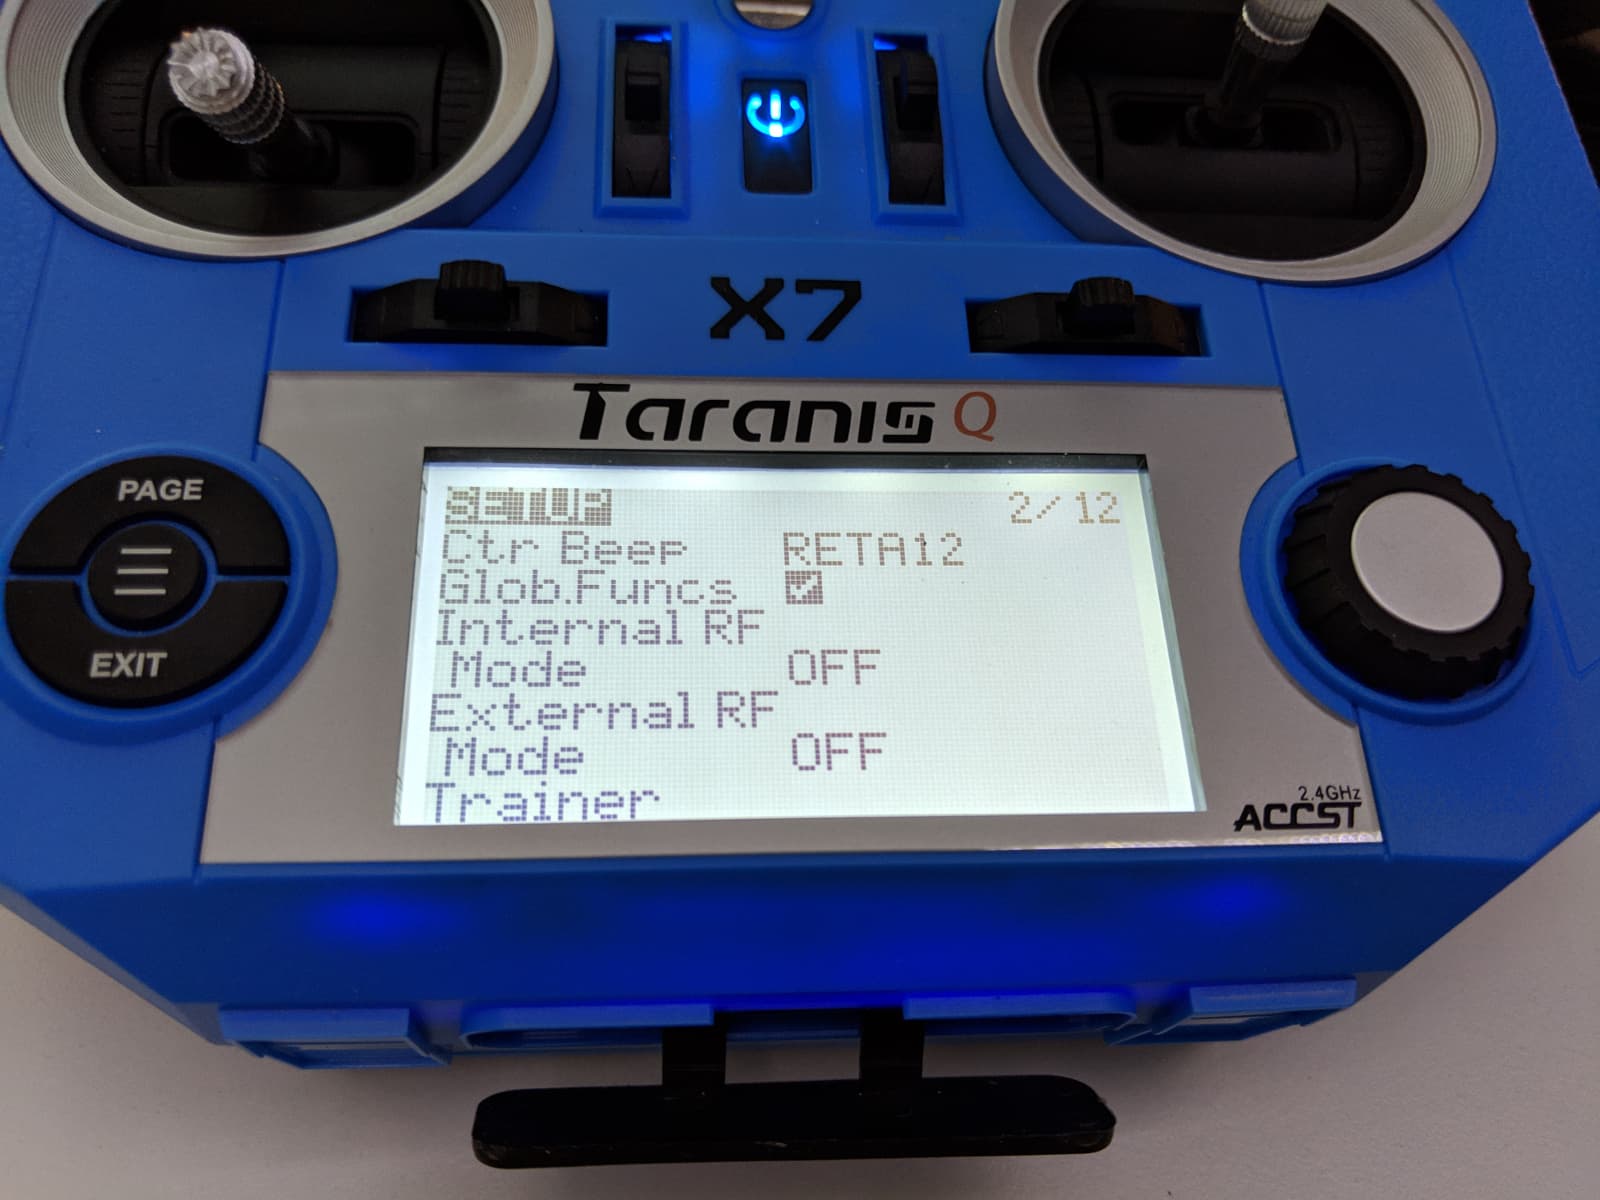 X7
Taranis Q
PAGE
EXIT
SETUP 2/12
Ctr Beep RETA12
Glob.Funcs
Internal RF
Mode OFF
External RF
Mode OFF
Trainer
2.4GHz
ACCST